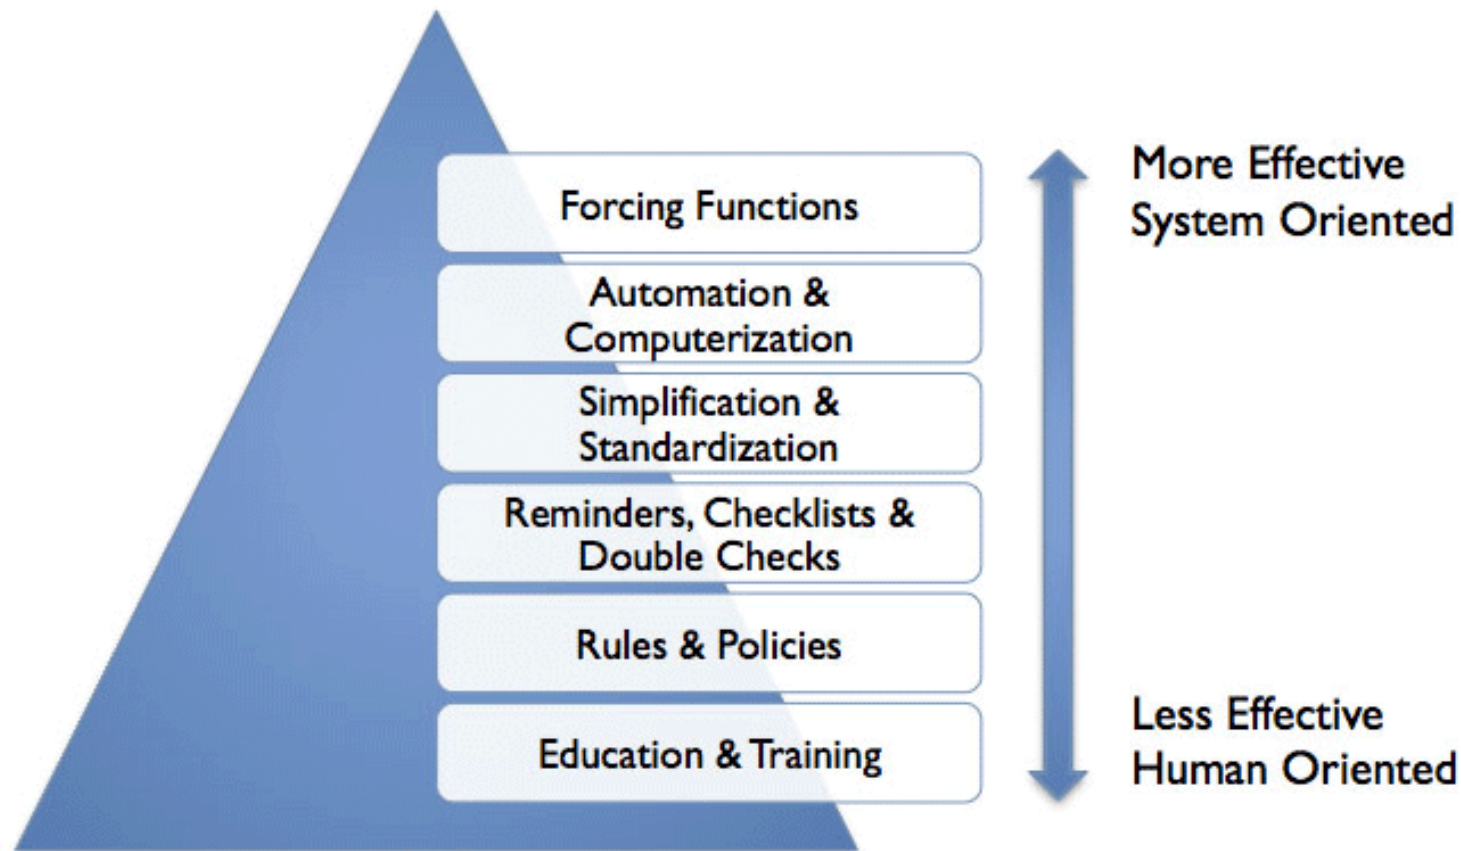 Forcing Functions
Automation &
Computerization
Simplification &
Standardization
Reminders, Checklists &
Double Checks
Rules & Policies
Education & Training
More Effective
System Oriented
Less Effective
Human Oriented